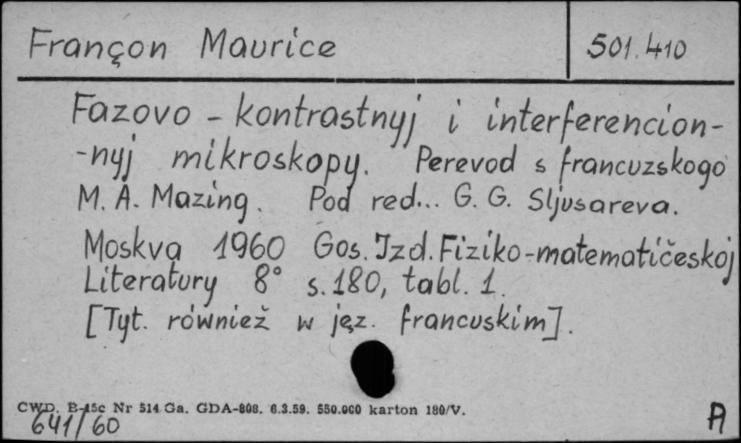 Françon Maurice
501.410
Fazovo - kontrastnyj i interferencion-
-nyj mikroskopy. Perevod s francuzskogo
M. A. Mazing. Pod red... G. G. Sljusareva.
Moskva 1960 Gos. Izd. Fiziko-matematičeskoj
Literatury 8° s. 180, tabl. 1.
[Tyt. również w jęz. francuskim].
CWD. B-15c Nr 514 Ga. GDA-808. 6.3.59. 550.000 karton 180/V.
641/60
A